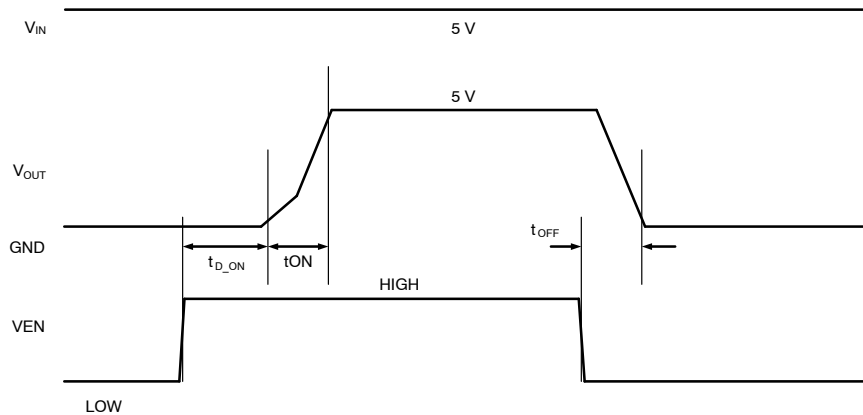 VIN
5 V
5 V
VOUT
GND
tD_ON
tON
tOFF
HIGH
VEN
LOW